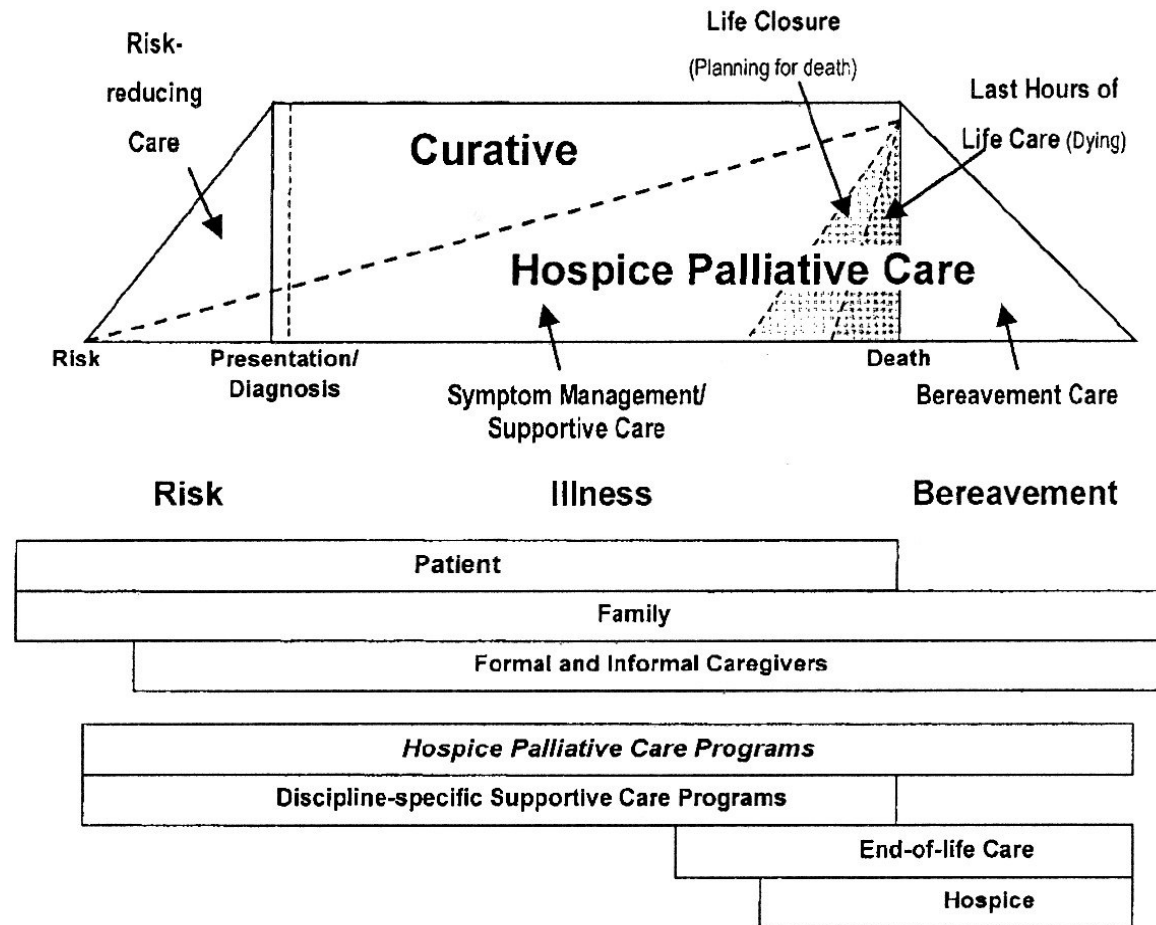 Risk-
reducing
Care
Life Closure
(Planning for death)
Last Hours of
Life Care (Dying)
Curative
Hospice Palliative Care
Risk
Presentation/
Diagnosis
Death
Symptom Management/
Supportive Care
Bereavement Care
Risk
Illness
Bereavement
Patient
Family
Formal and Informal Caregivers
Hospice Palliative Care Programs
Discipline-specific Supportive Care Programs
End-of-life Care
Hospice